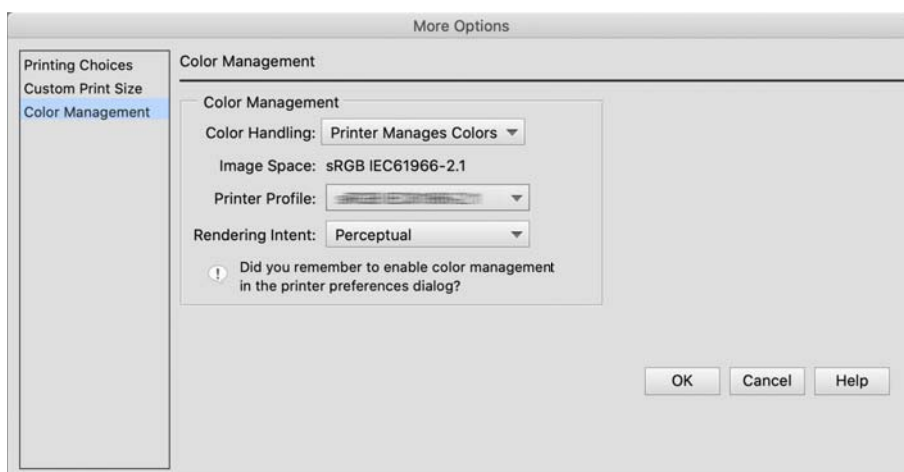 More Options
Printing Choices
Custom Print Size
Color Management
Color Management
Color Management
Color Handling: Printer Manages Colors
Image Space: sRGB IEC61966-2.1
Printer Profile:
Rendering Intent: Perceptual
! Did you remember to enable color management
in the printer preferences dialog?
OK Cancel Help